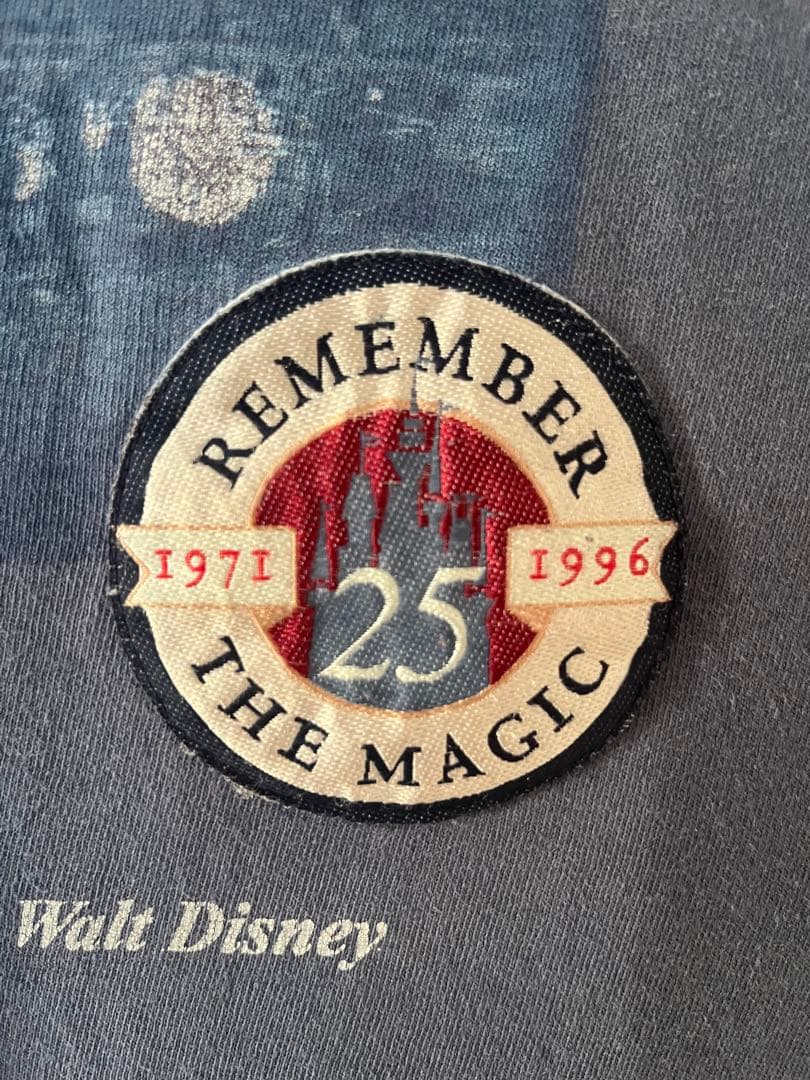 REMEMBER
1971
1996
25
THE MAGIC
Walt Disney